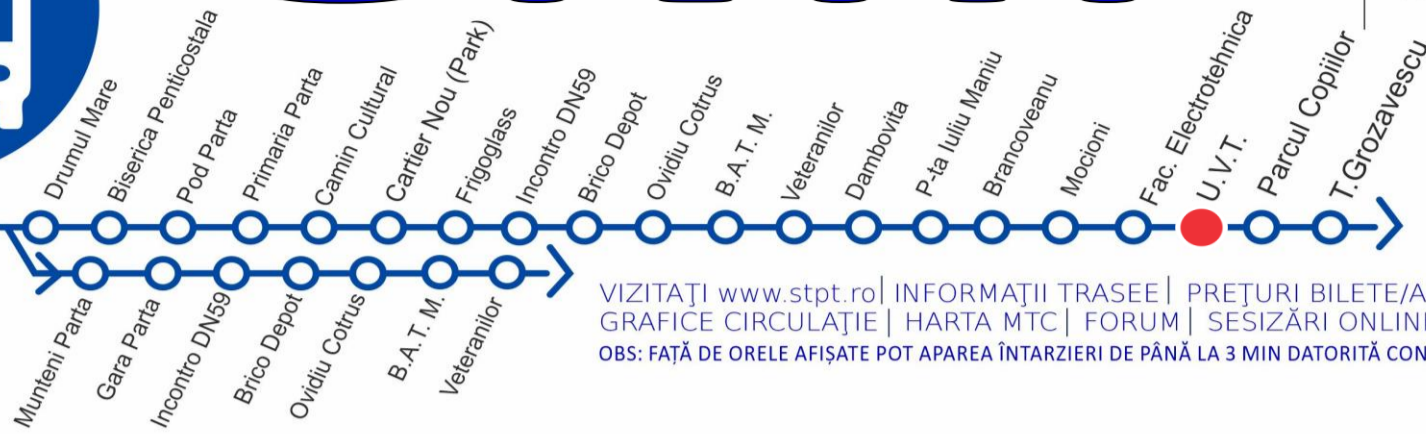 Drumul Mare
Biserica Penticostala
Pod Parta
Primaria Parta
Camin Cultural
Cartier Nou (Park)
Frigoglass
Incontro DN59
Brico Depot
Ovidiu Cotrus
B.A.T. M.
Veteranilor
Dambovita
P-ta Iuliu Maniu
Brancoveanu
Mocioni
Fac. Electrotehnica
U.V.T.
Parcul Copiilor
T.Grozavescu
Munteni Parta
Gara Parta
Incontro DN59
Brico Depot
Ovidiu Cotrus
B.A.T. M.
Veteranilor
VIZITAŢI www.stpt.ro| INFORMAŢII TRASEE| PREŢURI BILETE/A
GRAFICE CIRCULAŢIE| HARTA MTC| FORUM| SESIZĂRI ONLINE
OBS: FAȚĂ DE ORELE AFIȘATE POT APAREA ÎNTARZIERI DE PÂNĂ LA 3 MIN DATORITĂ CON